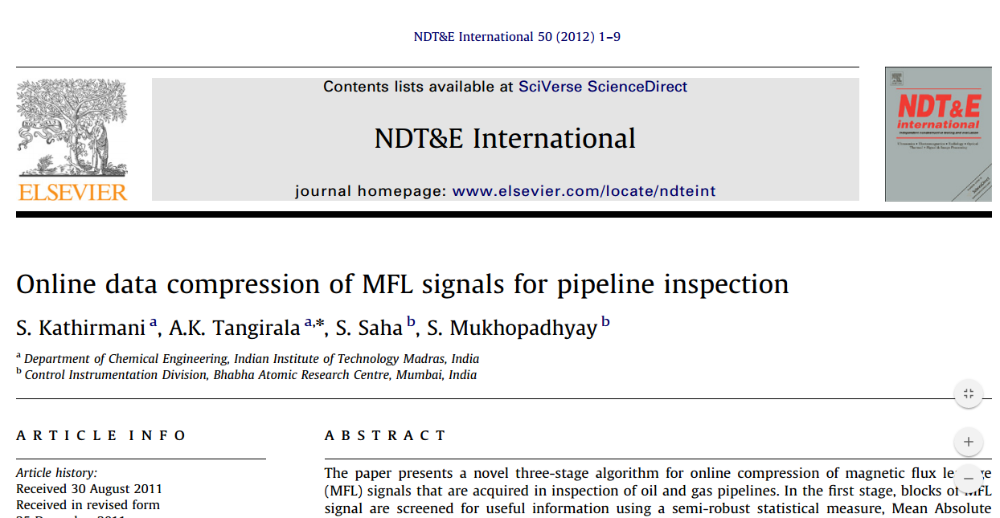 NDT&E International 50 (2012) 1–9
Contents lists available at SciVerse ScienceDirect
NDT&E International
journal homepage: www.elsevier.com/locate/ndteint
ELSEVIER
NDT&E
international
Online data compression of MFL signals for pipeline inspection
S. Kathirmani a, A.K. Tangirala a,*, S. Saha b, S. Mukhopadhyay b
a Department of Chemical Engineering, Indian Institute of Technology Madras, India
b Control Instrumentation Division, Bhabha Atomic Research Centre, Mumbai, India
ARTICLE INFO
Article history:
Received 30 August 2011
Received in revised form
ABSTRACT
The paper presents a novel three-stage algorithm for online compression of magnetic flux
(MFL) signals that are acquired in inspection of oil and gas pipelines. In the first stage, blocks of MFL
signal are screened for useful information using a semi-robust statistical measure, Mean Absolute